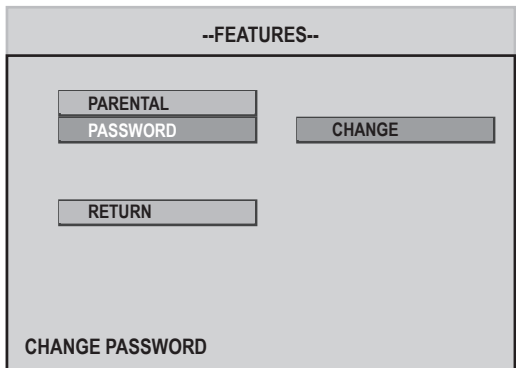 --FEATURES--
PARENTAL
PASSWORD CHANGE
RETURN
CHANGE PASSWORD